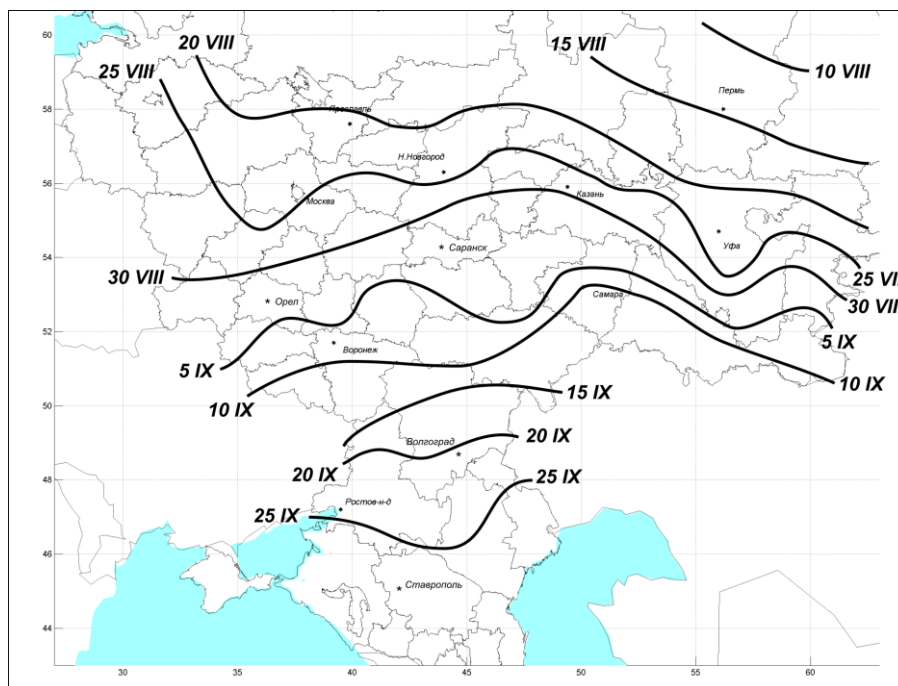 60
20 VIII
15 VIII
10 VIII
25 VIII
Пермь
58
Ярославль
Н.Новгород
56
Москва
Казань
Уфа
Саранск
54
30 VIII
25 VI
30 VII
Орел
Самара
52
Воронеж
5 IX
5 IX
10 IX
10 IX
50
15 IX
Волгоград
20 IX
20 IX
48
Ростов-н-д
25 IX
25 IX
46
Ставрополь
44
30 35 40 45 50 55 60